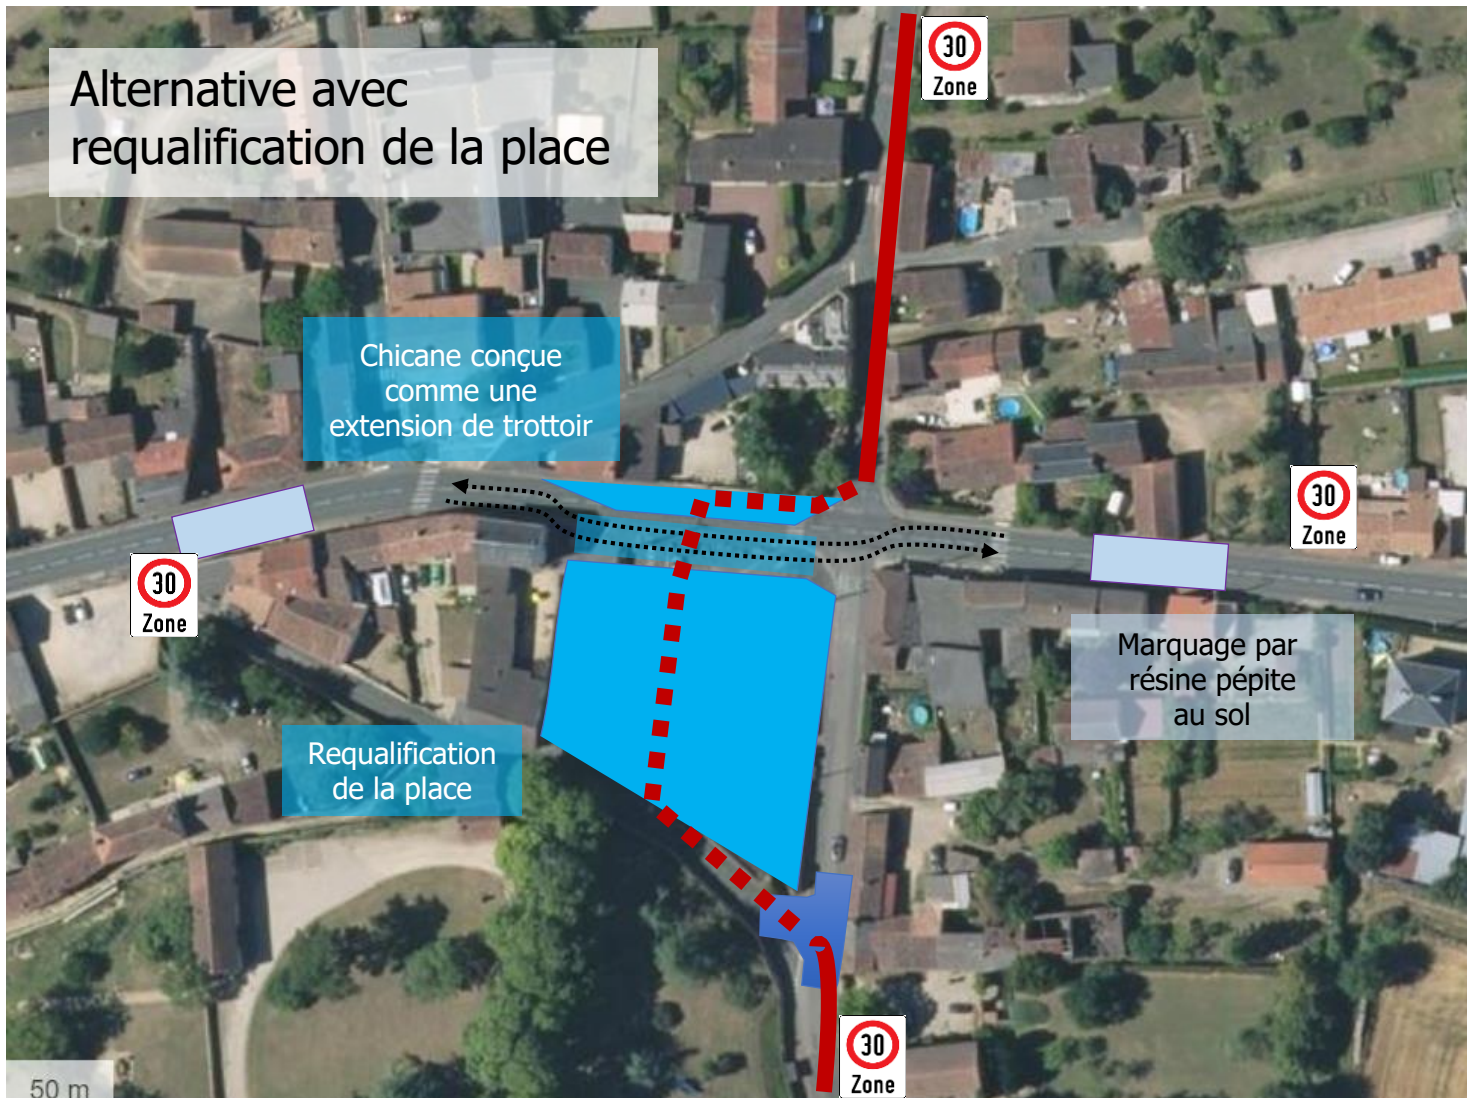 Alternative avec
requalification de la place
30
Zone
Chicane conçue
comme une
extension de trottoir
30
Zone
30
Zone
Marquage par
résine pépite
au sol
Requalification
de la place
30
Zone
50 m